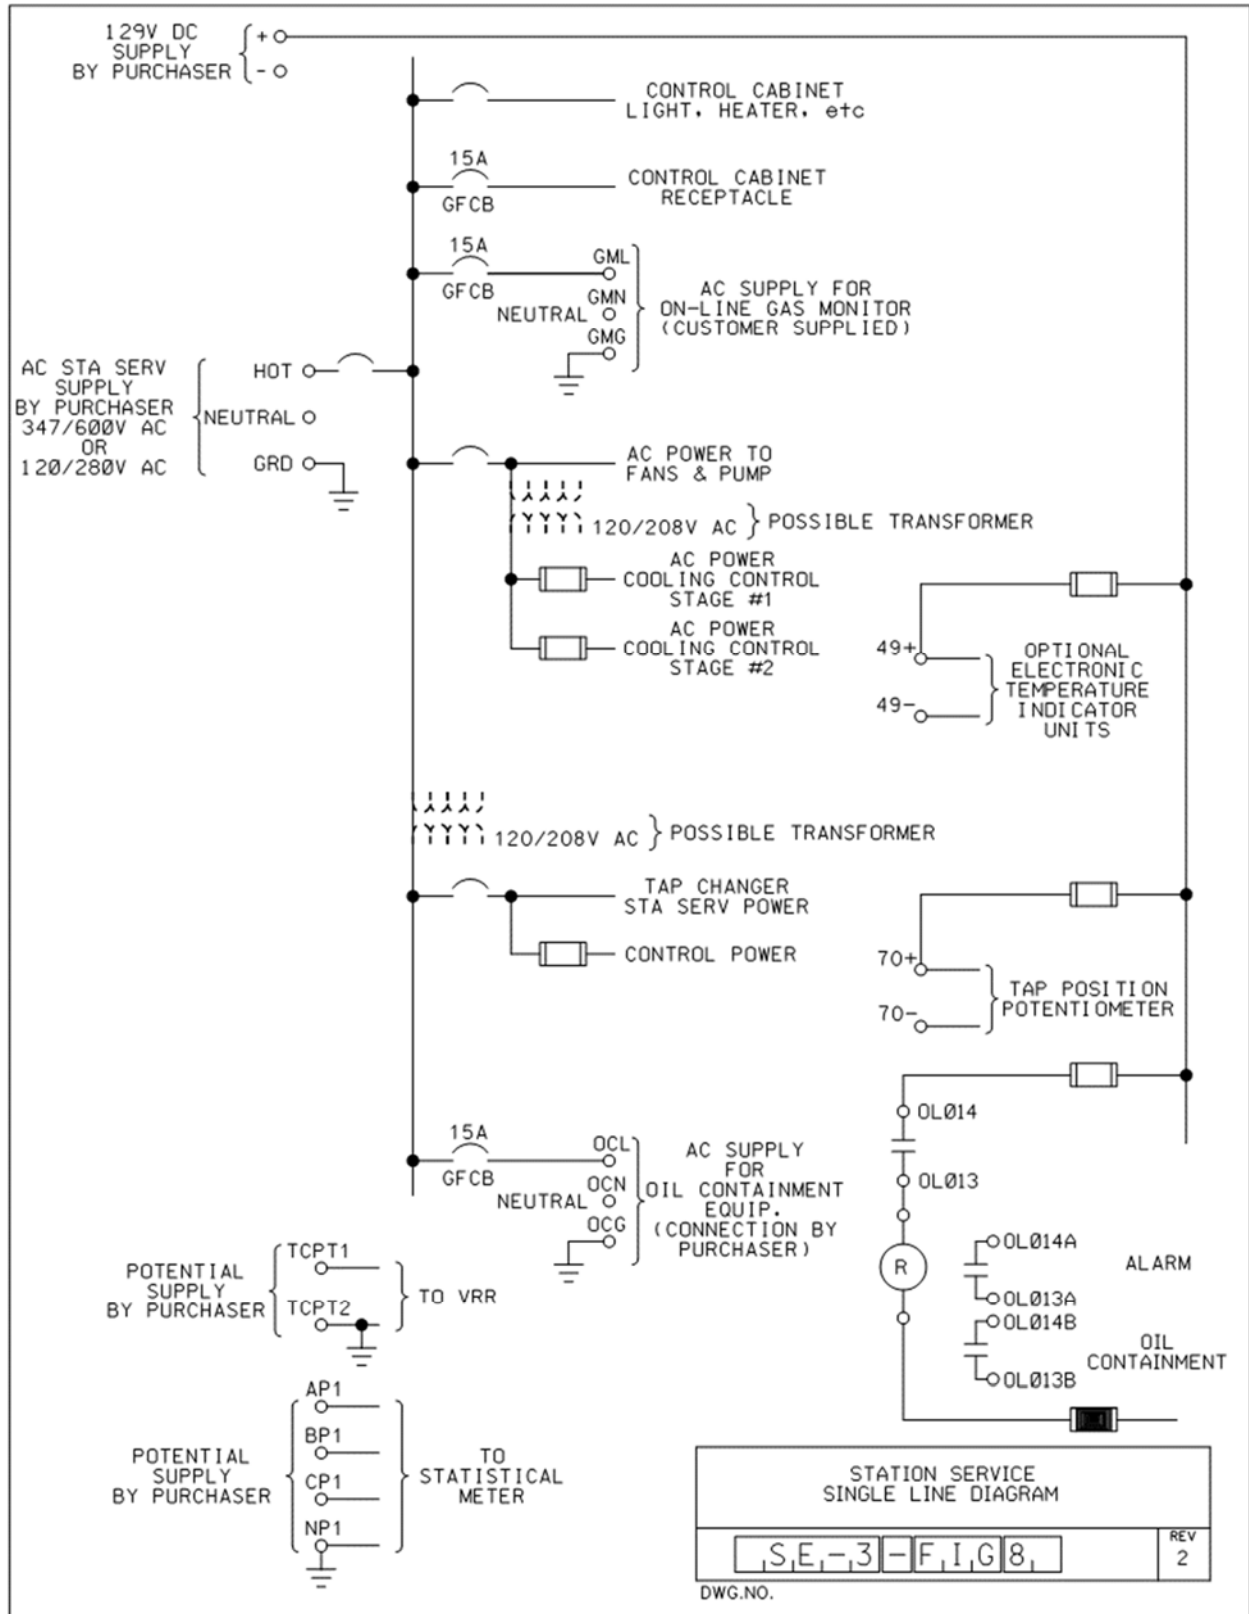 129V DC
SUPPLY
BY PURCHASER
+
-
CONTROL CABINET
LIGHT, HEATER, etc
15A
GFCB
CONTROL CABINET
RECEPTACLE
15A
GFCB
GML
NEUTRAL
GMN
GMG
AC SUPPLY FOR
ON-LINE GAS MONITOR
(CUSTOMER SUPPLIED)
AC STA SERV
SUPPLY
BY PURCHASER
347/600V AC
OR
120/280V AC
HOT
NEUTRAL
GRD
AC POWER TO
FANS & PUMP
120/208V AC
POSSIBLE TRANSFORMER
AC POWER
COOLING CONTROL
STAGE #1
AC POWER
COOLING CONTROL
STAGE #2
49+
49-
OPTIONAL
ELECTRONIC
TEMPERATURE
INDICATOR
UNITS
120/208V AC
POSSIBLE TRANSFORMER
TAP CHANGER
STA SERV POWER
CONTROL POWER
70+
70-
TAP POSITION
POTENTIOMETER
15A
GFCB
OCL
NEUTRAL
OCN
OCG
AC SUPPLY
FOR
OIL CONTAINMENT
EQUIP.
(CONNECTION BY
PURCHASER)
OLØ14
OLØ13
R
OLØ14A
OLØ13A
ALARM
OLØ14B
OLØ13B
OIL
CONTAINMENT
POTENTIAL
SUPPLY
BY PURCHASER
TCPT1
TCPT2
TO VRR
POTENTIAL
SUPPLY
BY PURCHASER
AP1
BP1
CP1
NP1
TO
STATISTICAL
METER
STATION SERVICE
SINGLE LINE DIAGRAM
SE-3-FIG8
REV
2
DWG.NO.